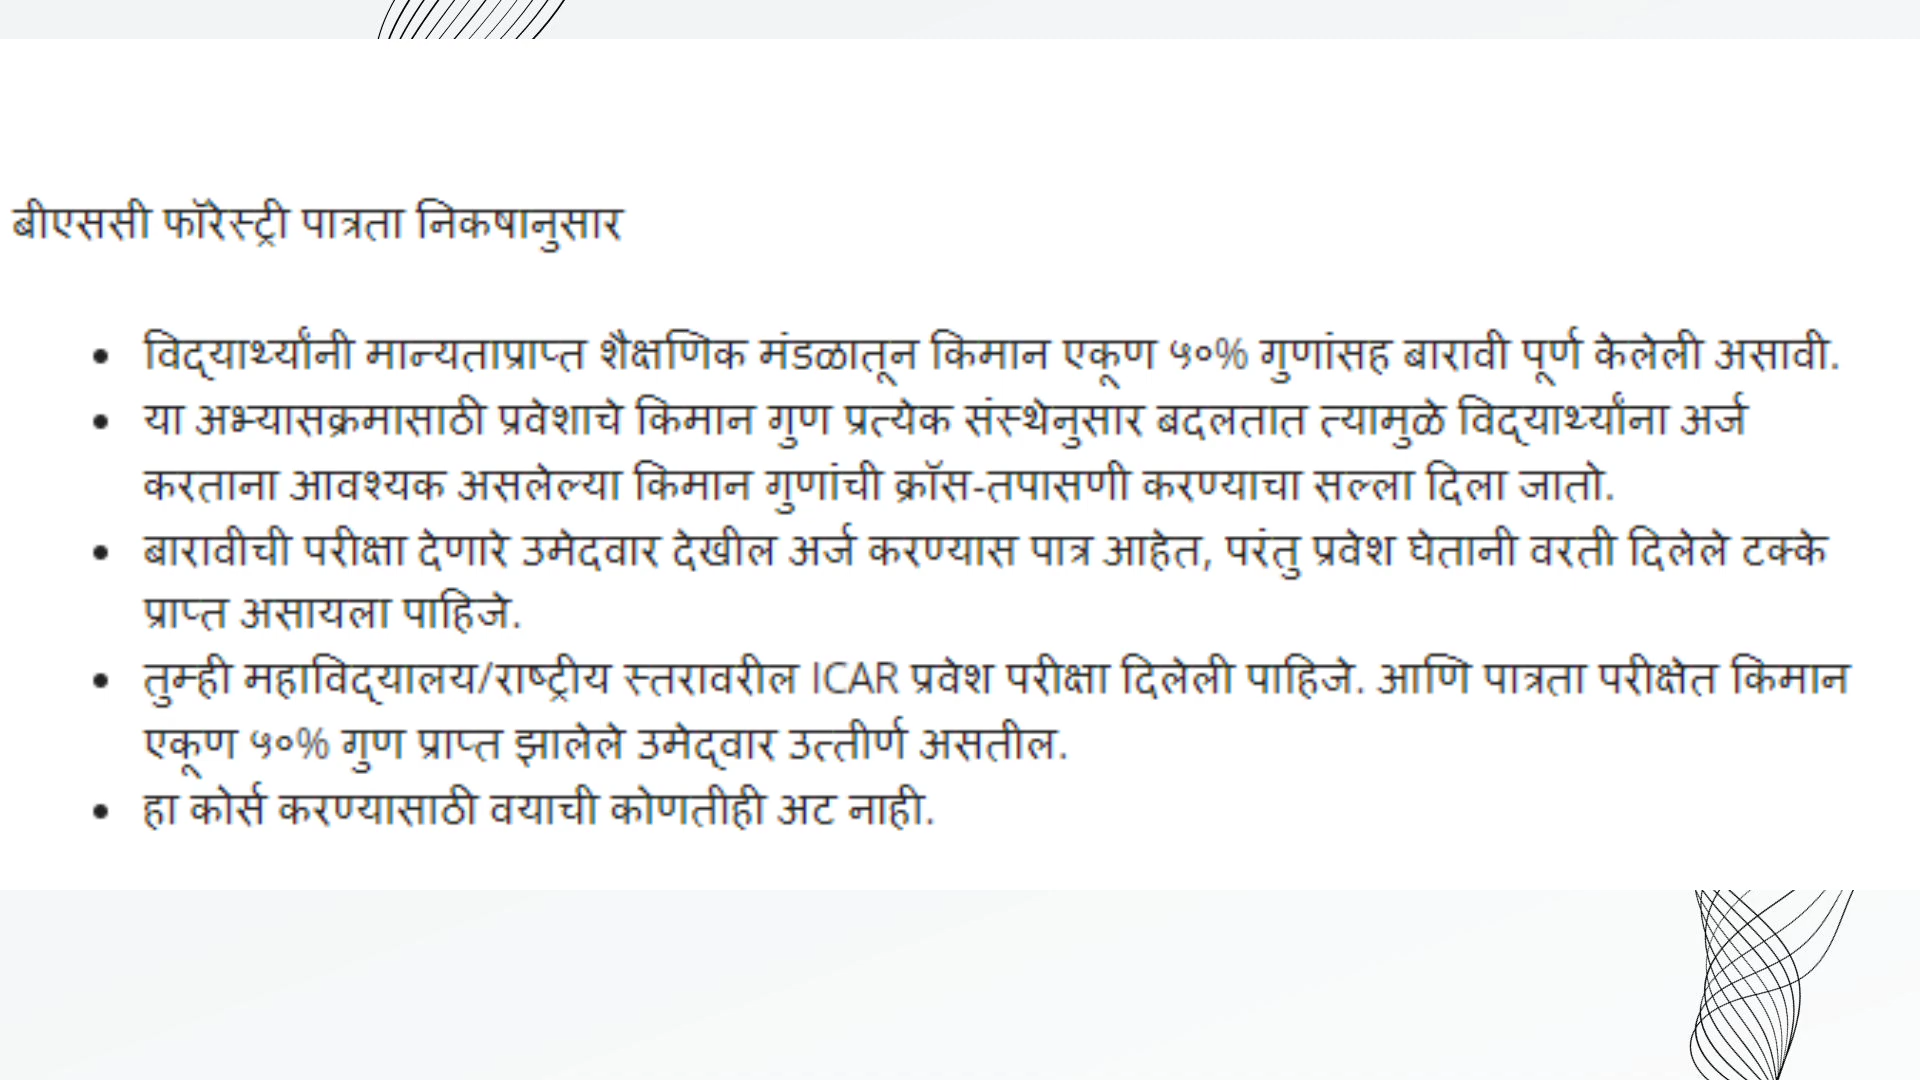 बीएससी फॉरेस्ट्री पात्रता निकषानुसार
• विद्यार्थ्यांनी मान्यताप्राप्त शैक्षणिक मंडळातून किमान एकूण ५०% गुणांसह बारावी पूर्ण केलेली असावी.
• या अभ्यासक्रमासाठी प्रवेशाचे किमान गुण प्रत्येक संस्थेनुसार बदलतात त्यामुळे विद्यार्थ्यांना अर्ज
करताना आवश्यक असलेल्या किमान गुणांची क्रॉस-तपासणी करण्याचा सल्ला दिला जातो.
• बारावीची परीक्षा देणारे उमेदवार देखील अर्ज करण्यास पात्र आहेत, परंतु प्रवेश घेतानी वरती दिलेले टक्के
प्राप्त असायला पाहिजे.
• तुम्ही महाविद्यालय/राष्ट्रीय स्तरावरील ICAR प्रवेश परीक्षा दिलेली पाहिजे. आणि पात्रता परीक्षेत किमान
एकूण ५०% गुण प्राप्त झालेले उमेद्वार उत्तीर्ण असतील.
• हा कोर्स करण्यासाठी वयाची कोणतीही अट नाही.